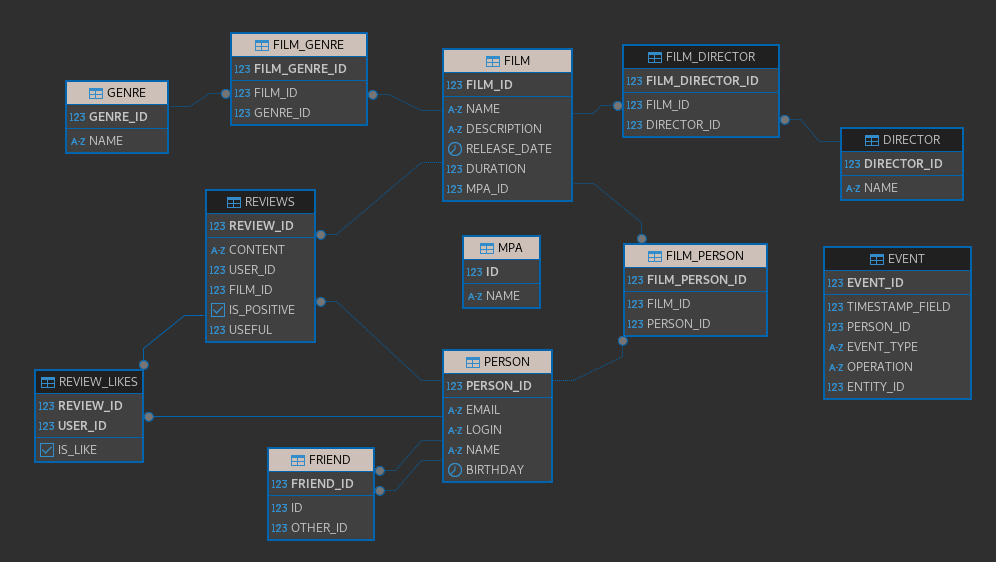 GENRE
123 GENRE_ID
A-Z NAME
FILM_GENRE
123 FILM_GENRE_ID
123 FILM_ID
123 GENRE_ID
FILM
123 FILM_ID
A-Z NAME
A-Z DESCRIPTION
RELEASE_DATE
123 DURATION
123 MPA_ID
FILM_DIRECTOR
123 FILM_DIRECTOR_ID
123 FILM_ID
123 DIRECTOR_ID
DIRECTOR
123 DIRECTOR_ID
A-Z NAME
REVIEWS
123 REVIEW_ID
A-Z CONTENT
123 USER_ID
123 FILM_ID
IS_POSITIVE
123 USEFUL
MPA
123 ID
A-Z NAME
FILM_PERSON
123 FILM_PERSON_ID
123 FILM_ID
123 PERSON_ID
EVENT
123 EVENT_ID
123 TIMESTAMP_FIELD
123 PERSON_ID
A-Z EVENT_TYPE
A-Z OPERATION
123 ENTITY_ID
REVIEW_LIKES
123 REVIEW_ID
123 USER_ID
IS_LIKE
PERSON
123 PERSON_ID
A-Z EMAIL
A-Z LOGIN
A-Z NAME
BIRTHDAY
FRIEND
123 FRIEND_ID
123 ID
123 OTHER_ID